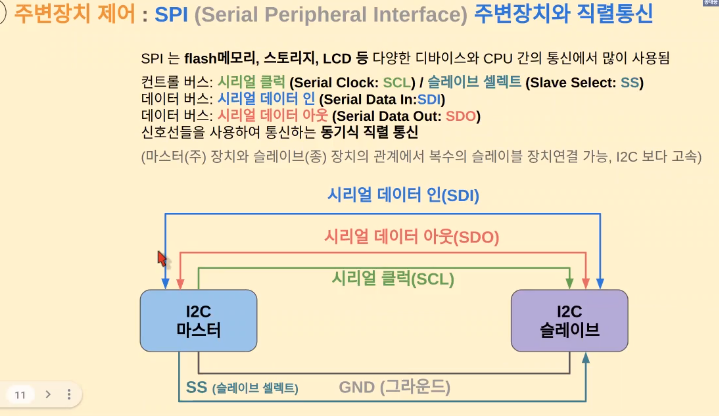 주변장치 제어 : SPI (Serial Peripheral Interface) 주변장치와 직렬통신
SPI 는 flash메모리, 스토리지, LCD 등 다양한 디바이스와 CPU 간의 통신에서 많이 사용됨
컨트롤 버스: 시리얼 클럭 (Serial Clock: SCL) / 슬레이브 셀렉트 (Slave Select: SS)
데이터 버스: 시리얼 데이터 인 (Serial Data In:SDI)
데이터 버스: 시리얼 데이터 아웃 (Serial Data Out: SDO)
신호선들을 사용하여 통신하는 동기식 직렬 통신
(마스터(주) 장치와 슬레이브(종) 장치의 관계에서 복수의 슬레이블 장치연결 가능, I2C 보다 고속)
시리얼 데이터 인(SDI)
시리얼 데이터 아웃(SDO)
시리얼 클럭(SCL)
I2C
마스터
I2C
슬레이브
SS (슬레이브 셀렉트)
GND (그라운드)
11